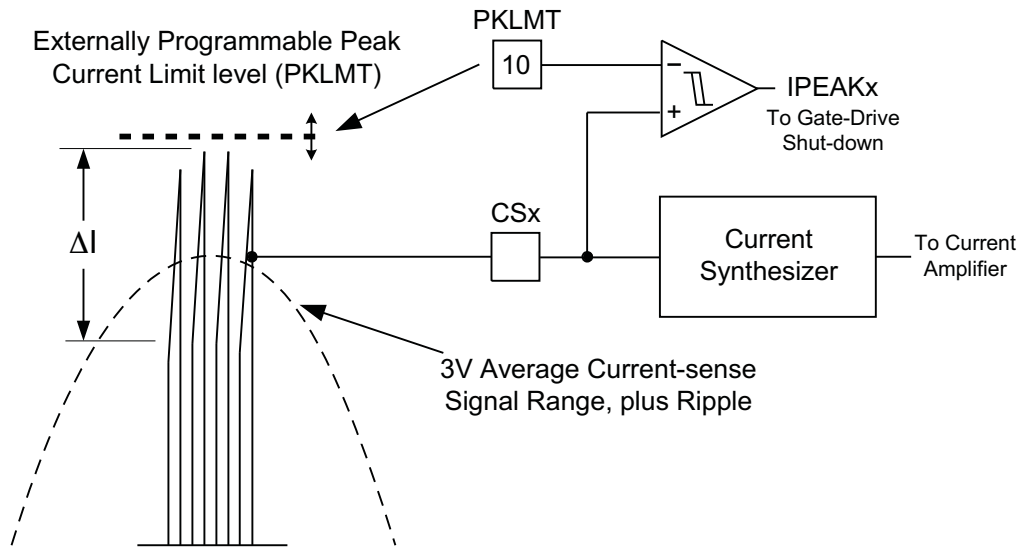 PKLMT
Externally Programmable Peak
Current Limit level (PKLMT)
10
−
+
IPEAKx
To Gate-Drive
Shut-down
ΔI
CSx
Current
Synthesizer
To Current
Amplifier
3V Average Current-sense
Signal Range, plus Ripple